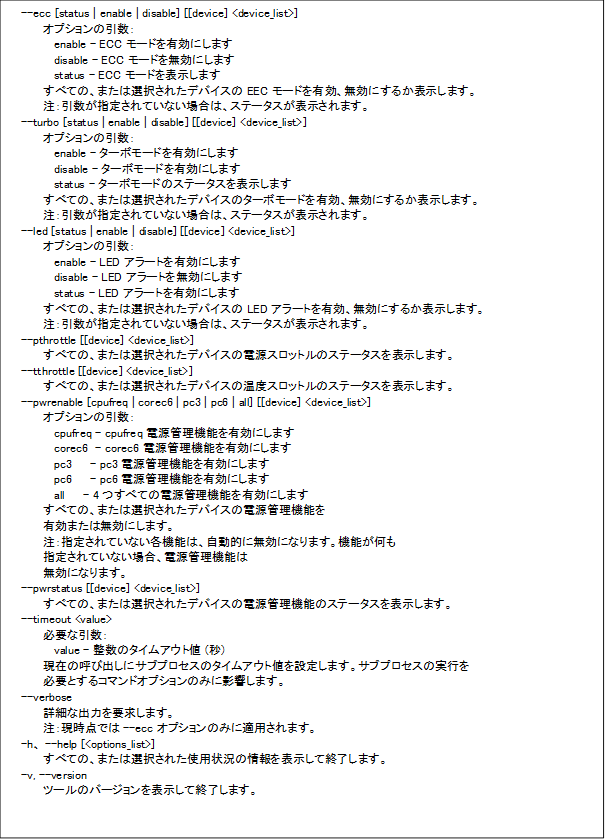 --ecc [status | enable | disable] [[device] <device_list>]
オプションの引数:
enable - ECC モードを有効にします
disable - ECC モードを無効にします
status - ECC モードを表示します
すべての、または選択されたデバイスの EEC モードを有効、無効にするか表示します。
注: 引数が指定されていない場合は、ステータスが表示されます。
--turbo [status | enable | disable] [[device] <device_list>]
オプションの引数:
enable - ターボモードを有効にします
disable - ターボモードを有効にします
status - ターボモードのステータスを表示します
すべての、または選択されたデバイスのターボモードを有効、無効にするか表示します。
注: 引数が指定されていない場合は、ステータスが表示されます。
--led [status | enable | disable] [[device] <device_list>]
オプションの引数:
enable - LED アラートを有効にします
disable - LED アラートを無効にします
status - LED アラートを有効にします
すべての、または選択されたデバイスの LED アラートを有効、無効にするか表示します。
注: 引数が指定されていない場合は、ステータスが表示されます。
--pthrottle [[device] <device_list>]
すべての、または選択されたデバイスの電源スロットルのステータスを表示します。
--tthrottle [[device] <device_list>]
すべての、または選択されたデバイスの温度スロットルのステータスを表示します。
--pwrenable [cpufreq | corec6 | pc3 | pc6 | all] [[device] <device_list>]
オプションの引数:
cpufreq - cpufreq 電源管理機能を有効にします
corec6 - corec6 電源管理機能を有効にします
pc3 - pc3 電源管理機能を有効にします
pc6 - pc6 電源管理機能を有効にします
all - 4 つすべての電源管理機能を有効にします
すべての、または選択されたデバイスの電源管理機能を
有効または無効にします。
注: 指定されていない各機能は、自動的に無効になります。機能が何も
指定されていない場合、電源管理機能は
無効になります。
--pwrstatus [[device] <device_list>]
すべての、または選択されたデバイスの電源管理機能のステータスを表示します。
--timeout <value>
必要な引数:
value - 整数のタイムアウト値 (秒)
現在の呼び出しにサブプロセスのタイムアウト値を設定します。サブプロセスの実行を
必要とするコマンドオプションのみに影響します。
--verbose
詳細な出力を要求します。
注: 現時点では --ecc オプションのみに適用されます。
-h、 --help [<options_list>]
すべての、または選択された使用状況の情報を表示して終了します。
-v, --version
ツールのバージョンを表示して終了します。